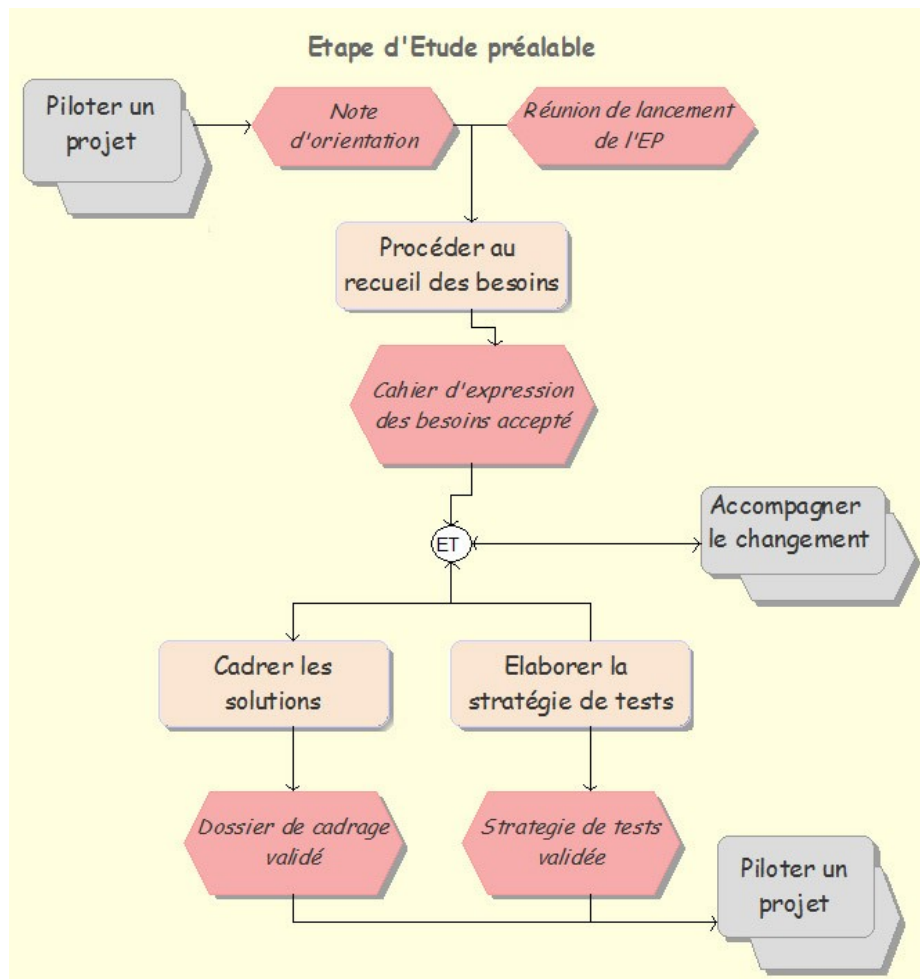 Etape d'Etude préalable
Piloter un
projet
Note
d'orientation
Réunion de lancement
de l'EP
Procéder au
recueil des besoins
Cahier d'expression
des besoins accepté
ET
Accompagner
le changement
Cadrer les
solutions
Elaborer la
stratégie de tests
Dossier de cadrage
validé
Strategie de tests
validée
Piloter un
projet